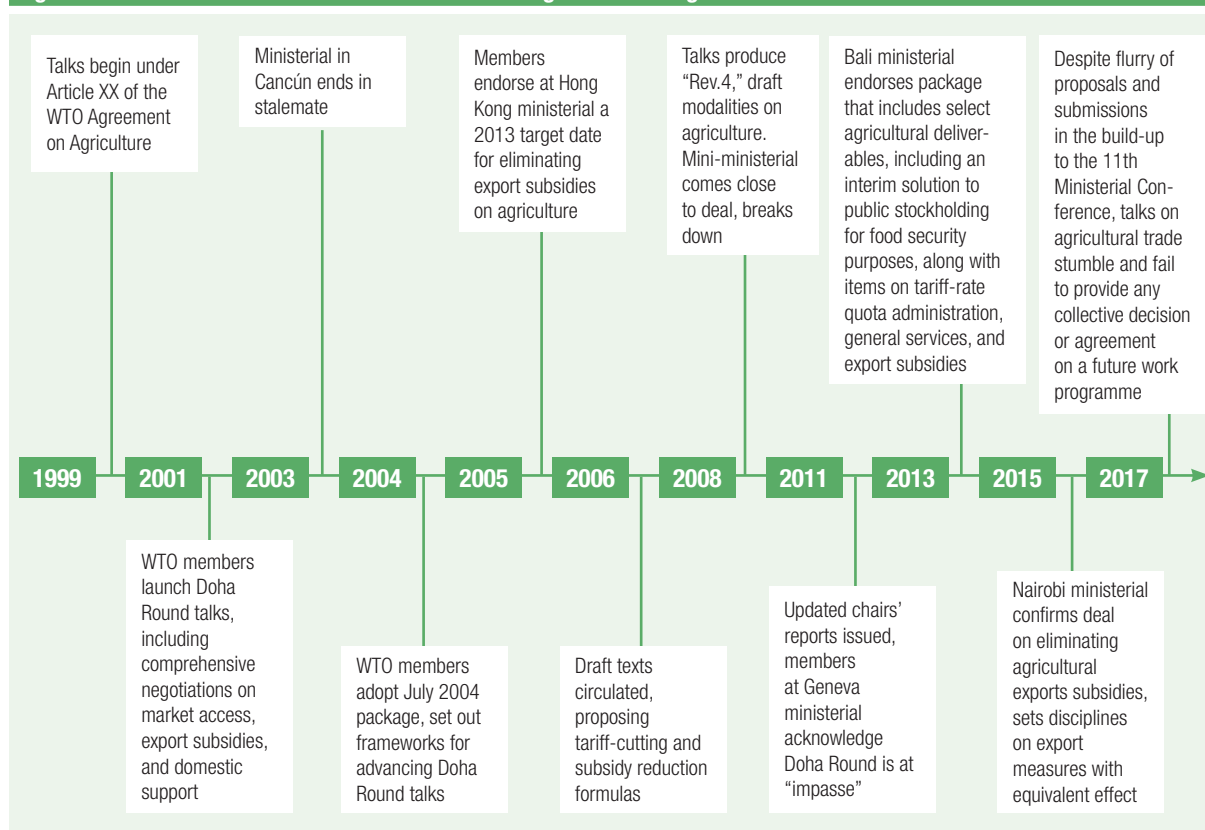 Talks begin under
Article XX of the
WTO Agreement
on Agriculture
Ministerial in
Cancún ends in
stalemate
Members
endorse at Hong
Kong ministerial a
2013 target date
for eliminating
export subsidies
on agriculture
Talks produce
“Rev.4,” draft
modalities on
agriculture.
Mini-ministerial
comes close
to deal, breaks
down
Bali ministerial
endorses package
that includes select
agricultural deliver-
ables, including an
interim solution to
public stockholding
for food security
purposes, along with
items on tariff-rate
quota administration,
general services, and
export subsidies
Despite flurry of
proposals and
submissions
in the build-up
to the 11th
Ministerial Con-
ference, talks on
agricultural trade
stumble and fail
to provide any
collective decision
or agreement
on a future work
programme
1999 2001 2003 2004 2005 2006 2008 2011 2013 2015 2017
WTO members
launch Doha
Round talks,
including
comprehensive
negotiations on
market access,
export subsidies,
and domestic
support
WTO members
adopt July 2004
package, set out
frameworks for
advancing Doha
Round talks
Draft texts
circulated,
proposing
tariff-cutting and
subsidy reduction
formulas
Updated chairs’
reports issued,
members
at Geneva
ministerial
acknowledge
Doha Round is at
“impasse”
Nairobi ministerial
confirms deal
on eliminating
agricultural
exports subsidies,
sets disciplines
on export
measures with
equivalent effect